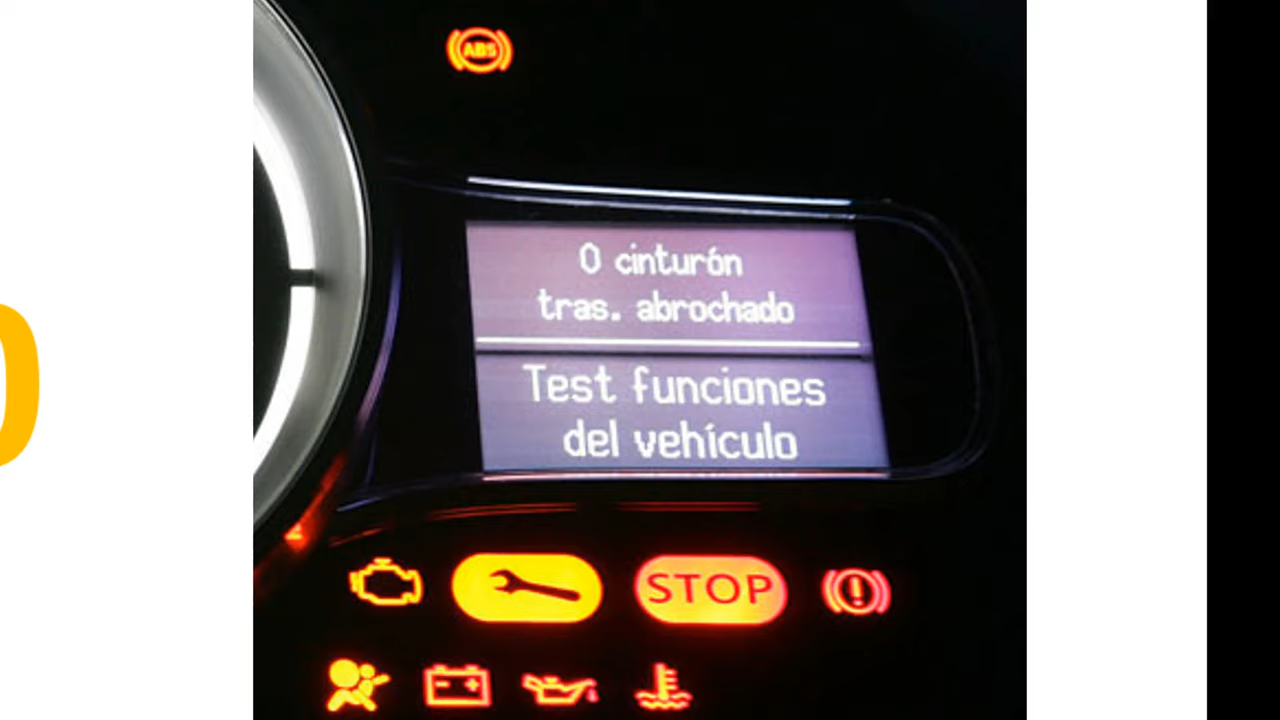 ABS
0 cinturón
tras. abrochado
Test funciones
del vehículo
STOP